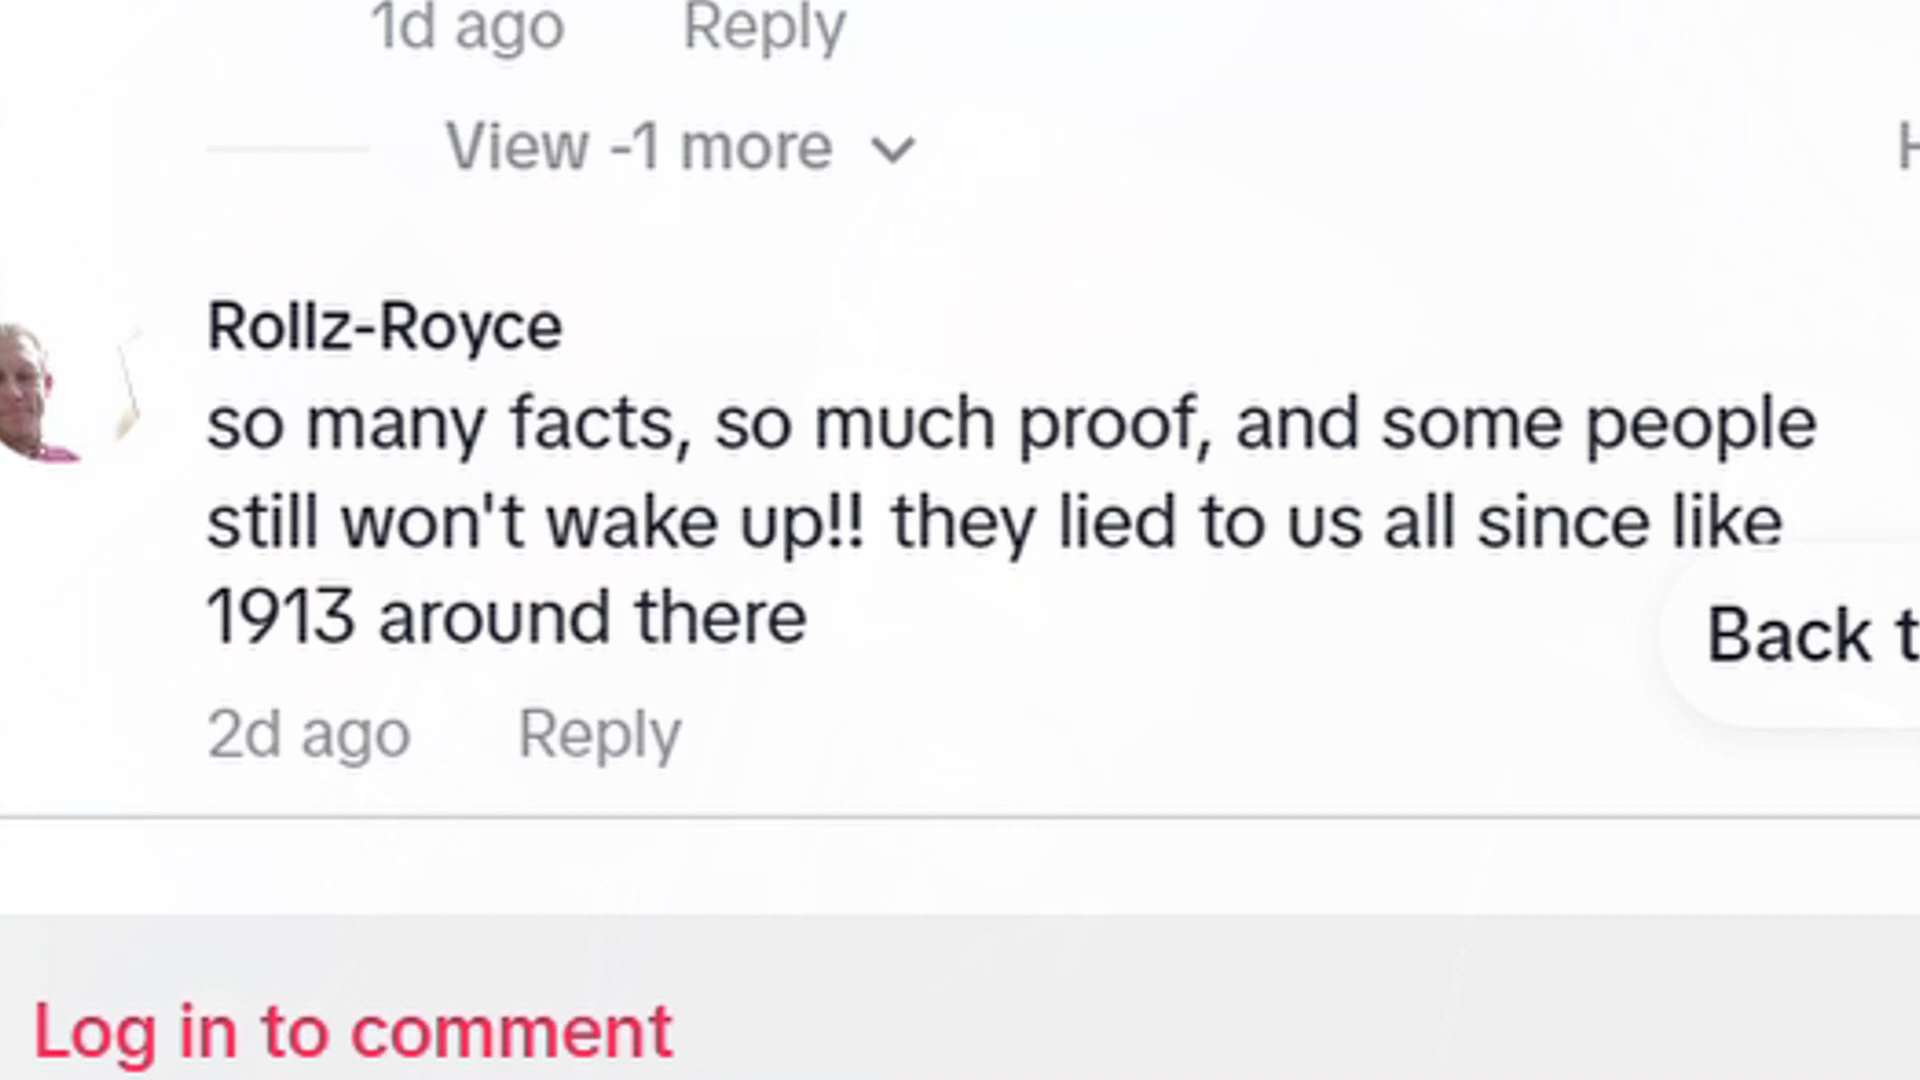 1d ago Reply
View -1 more
Rollz-Royce
so many facts, so much proof, and some people
still won't wake up!! they lied to us all since like
1913 around there
Back t
2d ago Reply
Log in to comment